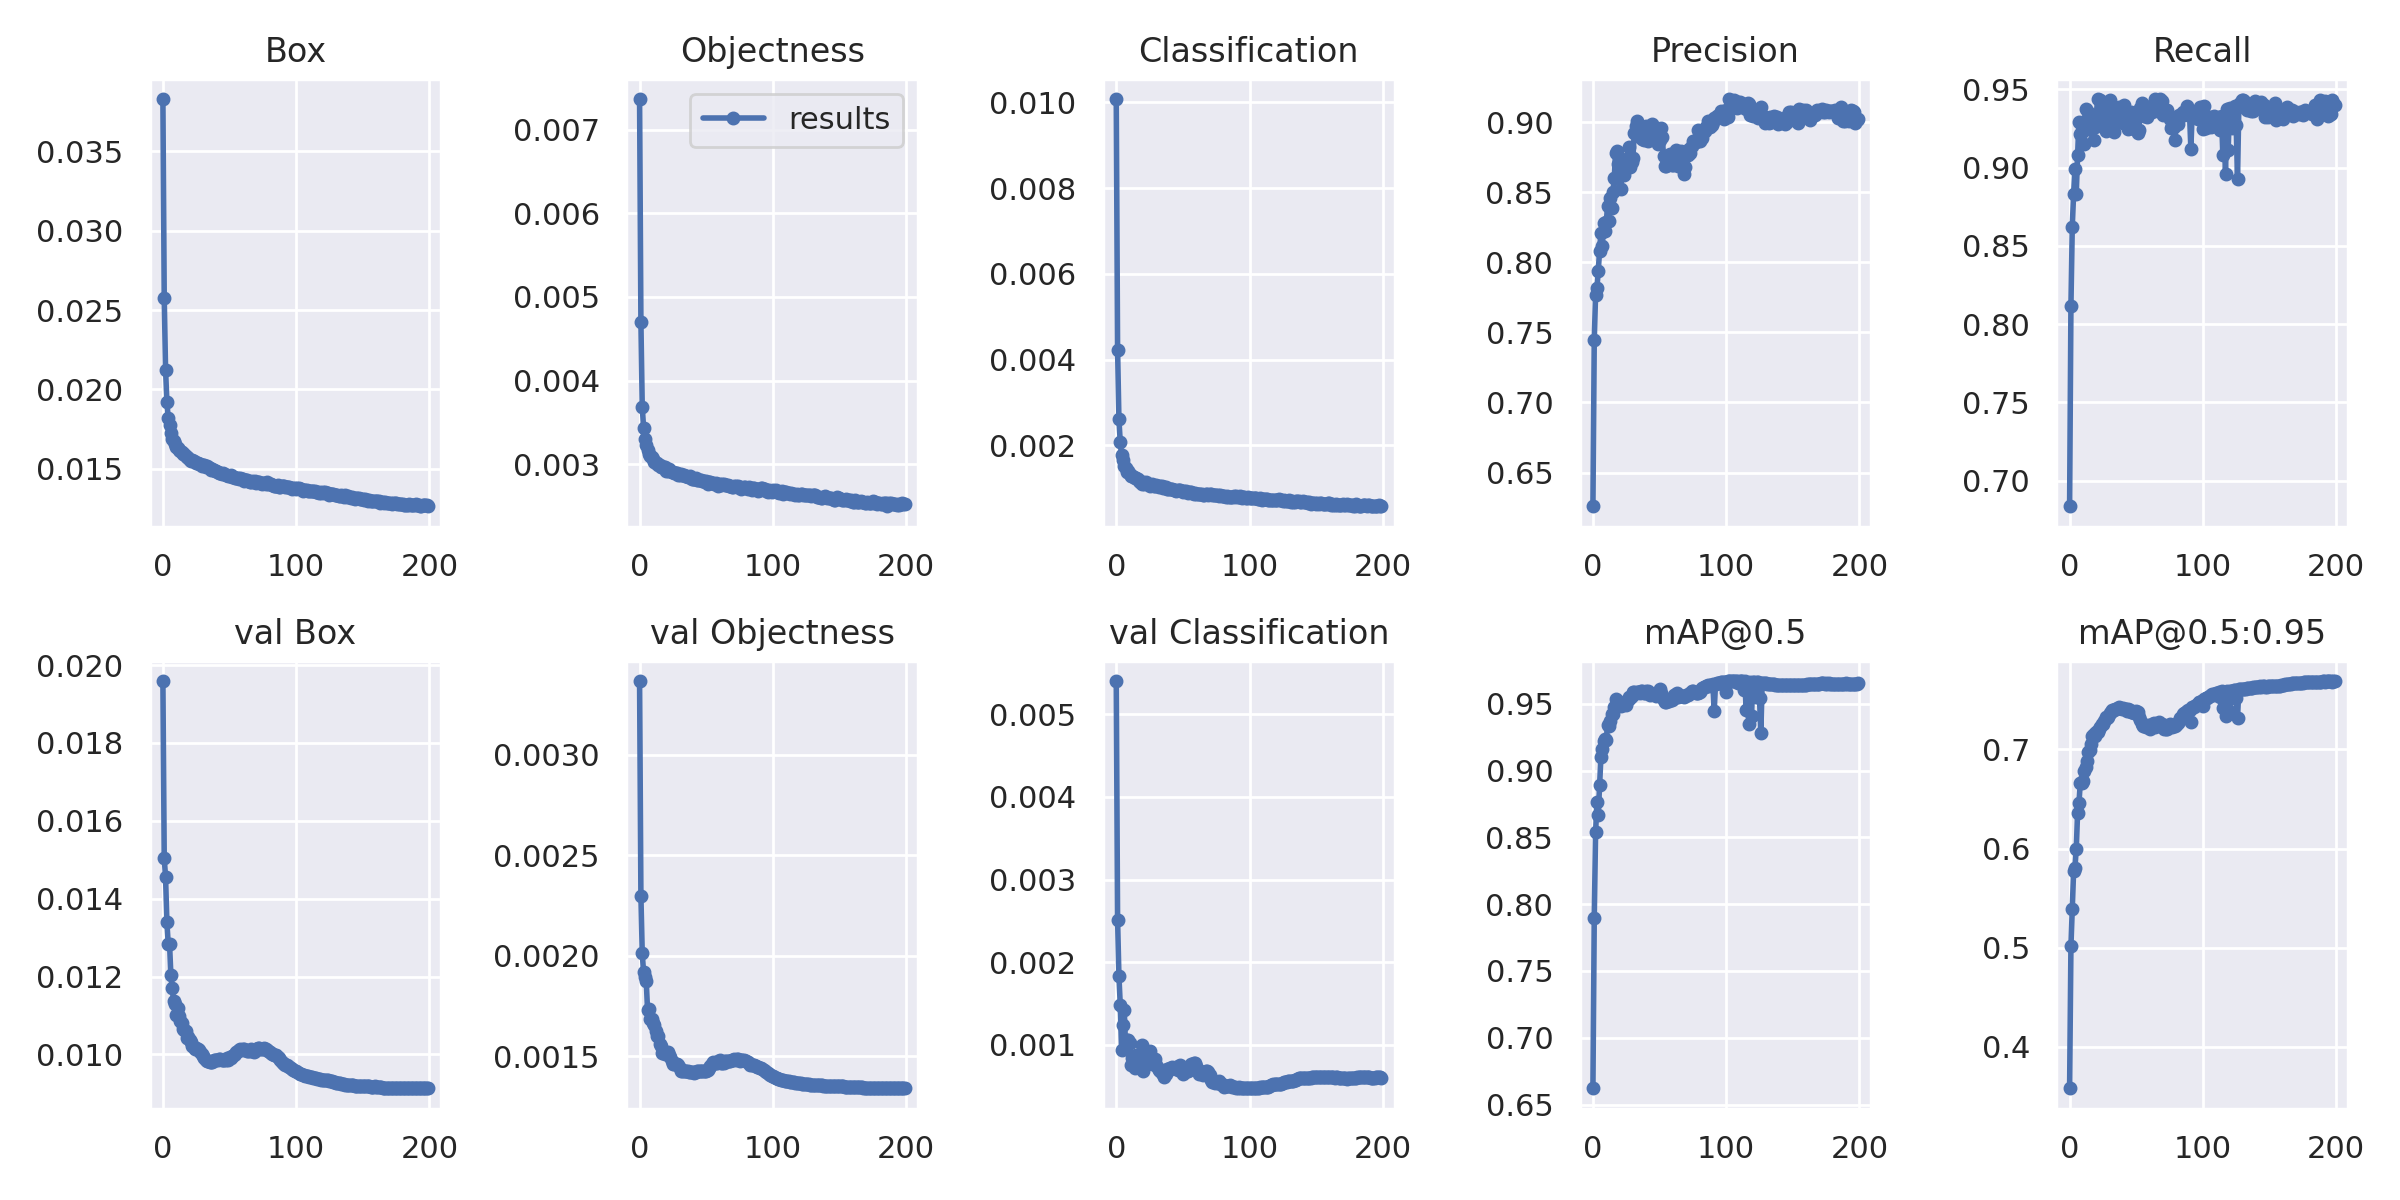 Box
0.035
0.030
0.025
0.020
0.015
0 100 200
Objectness
results
0.007
0.006
0.005
0.004
0.003
0 100 200
Classification
0.010
0.008
0.006
0.004
0.002
0 100 200
Precision
0.90
0.85
0.80
0.75
0.70
0.65
0 100 200
Recall
0.95
0.90
0.85
0.80
0.75
0.70
0 100 200
val Box
0.020
0.018
0.016
0.014
0.012
0.010
0 100 200
val Objectness
0.0030
0.0025
0.0020
0.0015
0 100 200
val Classification
0.005
0.004
0.003
0.002
0.001
0 100 200
mAP@0.5
0.95
0.90
0.85
0.80
0.75
0.70
0.65
0 100 200
mAP@0.5:0.95
0.7
0.6
0.5
0.4
0 100 200